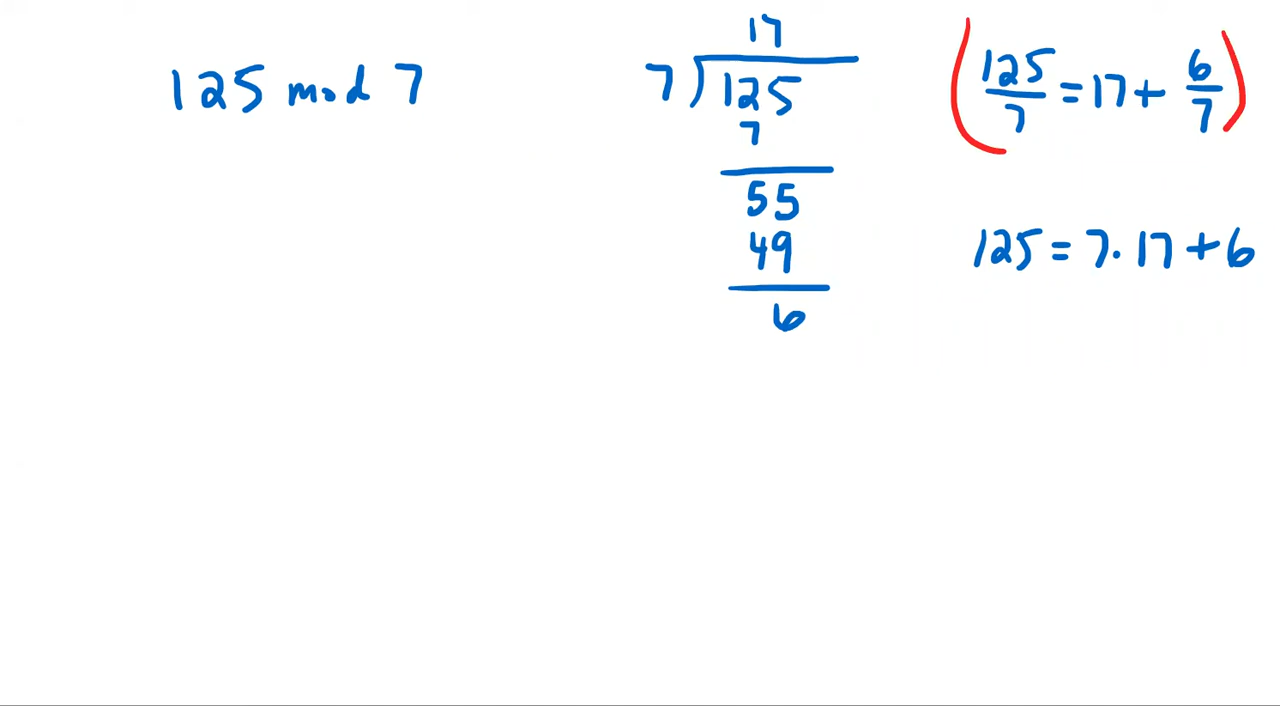 125 mod 7
17
7)125
7
55
49
6
(125/7 = 17 + 6/7)
125 = 7 · 17 + 6